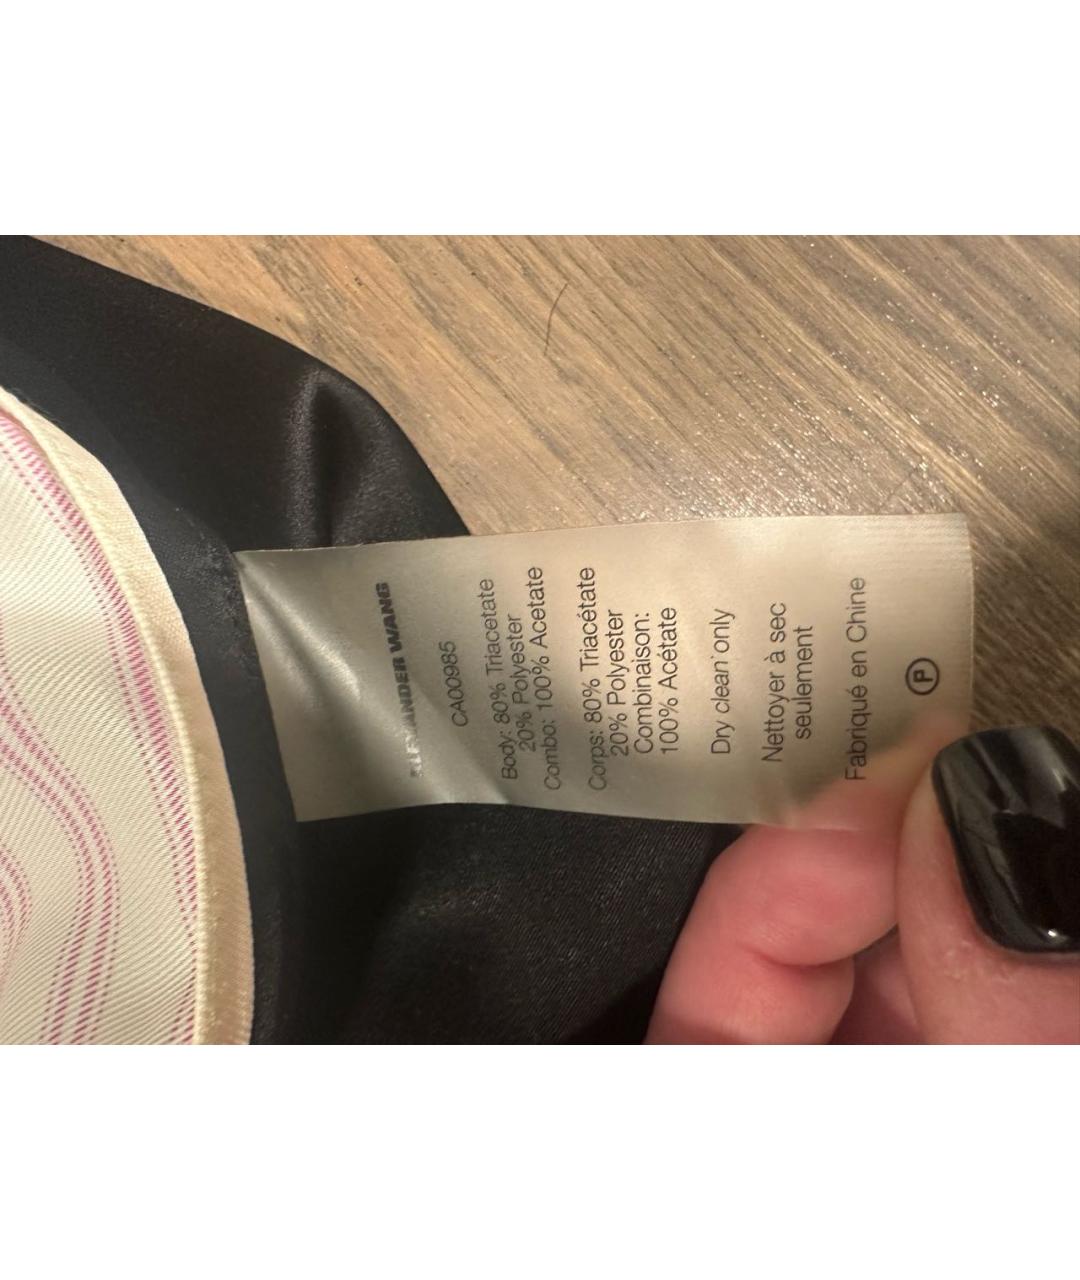 ALEXANDER WANG
CA00985
Body: 80% Triacetate
20% Polyester
Combo: 100% Acetate
Corps: 80% Triacétate
20% Polyester
Combinaison:
100% Acétate
Dry clean only
Nettoyer à sec
seulement
Fabriqué en Chine
P